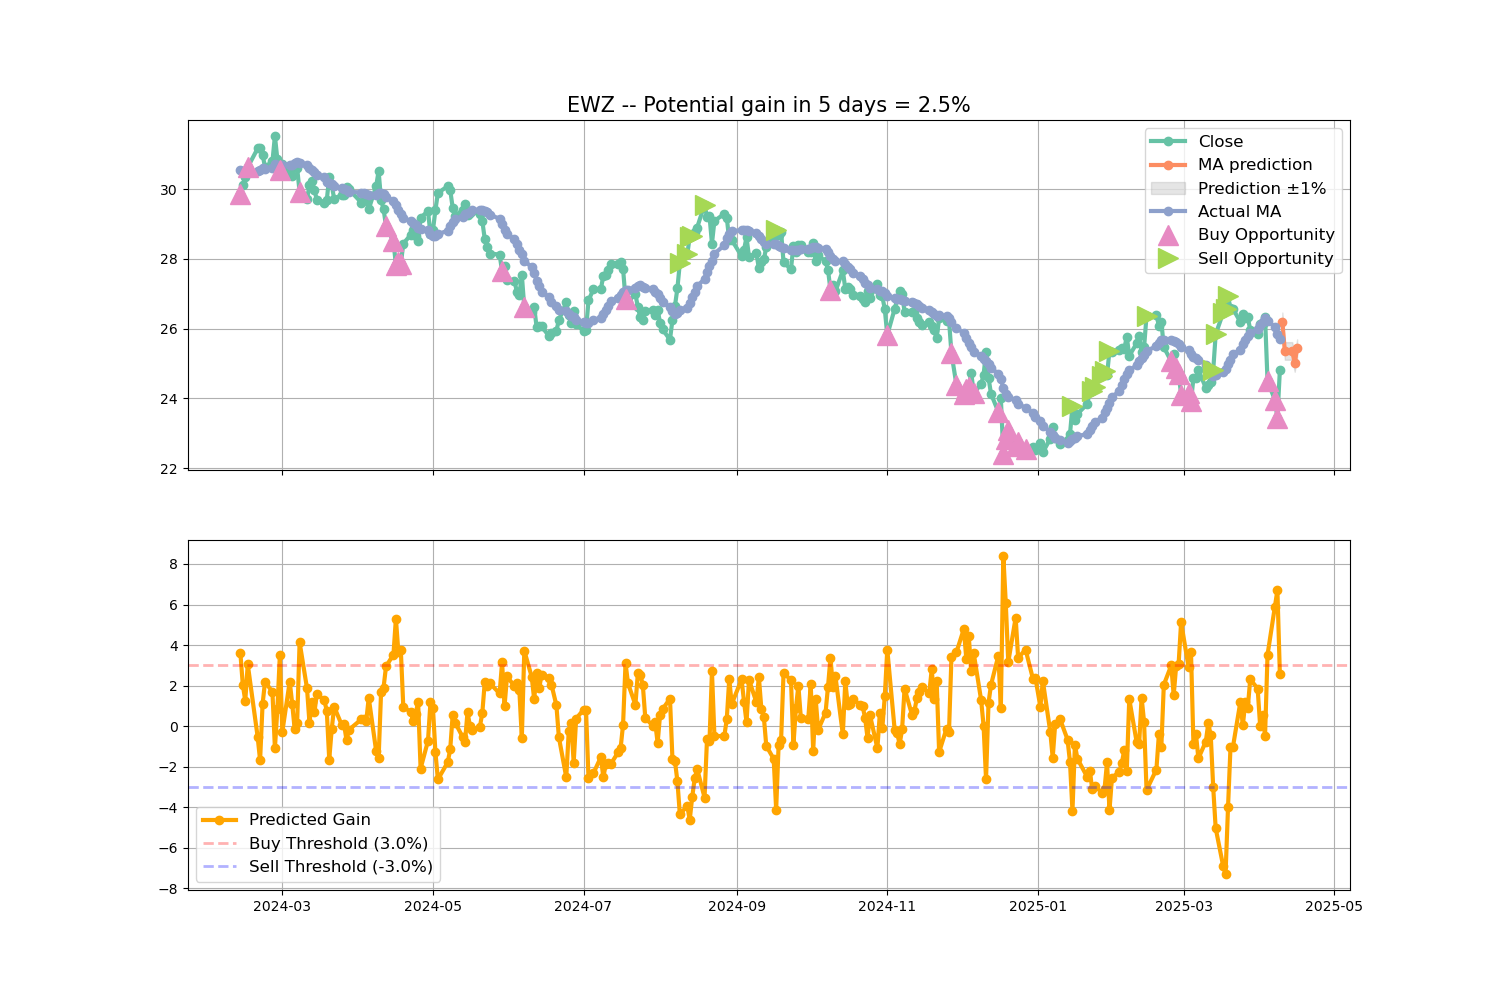 EWZ -- Potential gain in 5 days = 2.5%
30
28
26
24
22
Close
MA prediction
Prediction ±1%
Actual MA
Buy Opportunity
Sell Opportunity
8
6
4
2
0
−2
−4
−6
−8
Predicted Gain
Buy Threshold (3.0%)
Sell Threshold (-3.0%)
2024-03
2024-05
2024-07
2024-09
2024-11
2025-01
2025-03
2025-05